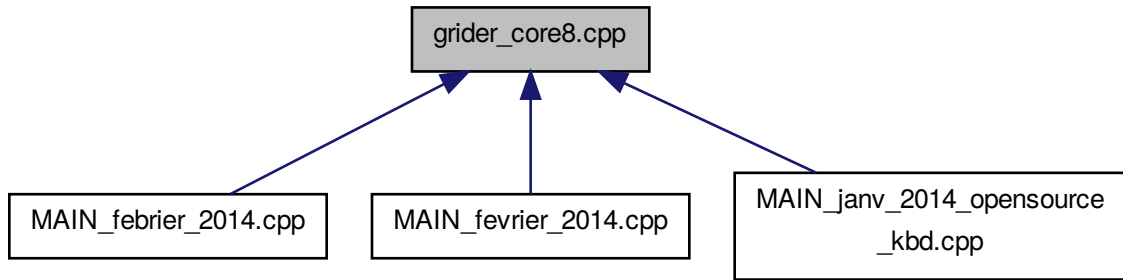 grider_core8.cpp
MAIN_febrier_2014.cpp
MAIN_fevrier_2014.cpp
MAIN_janv_2014_opensource
_kbd.cpp